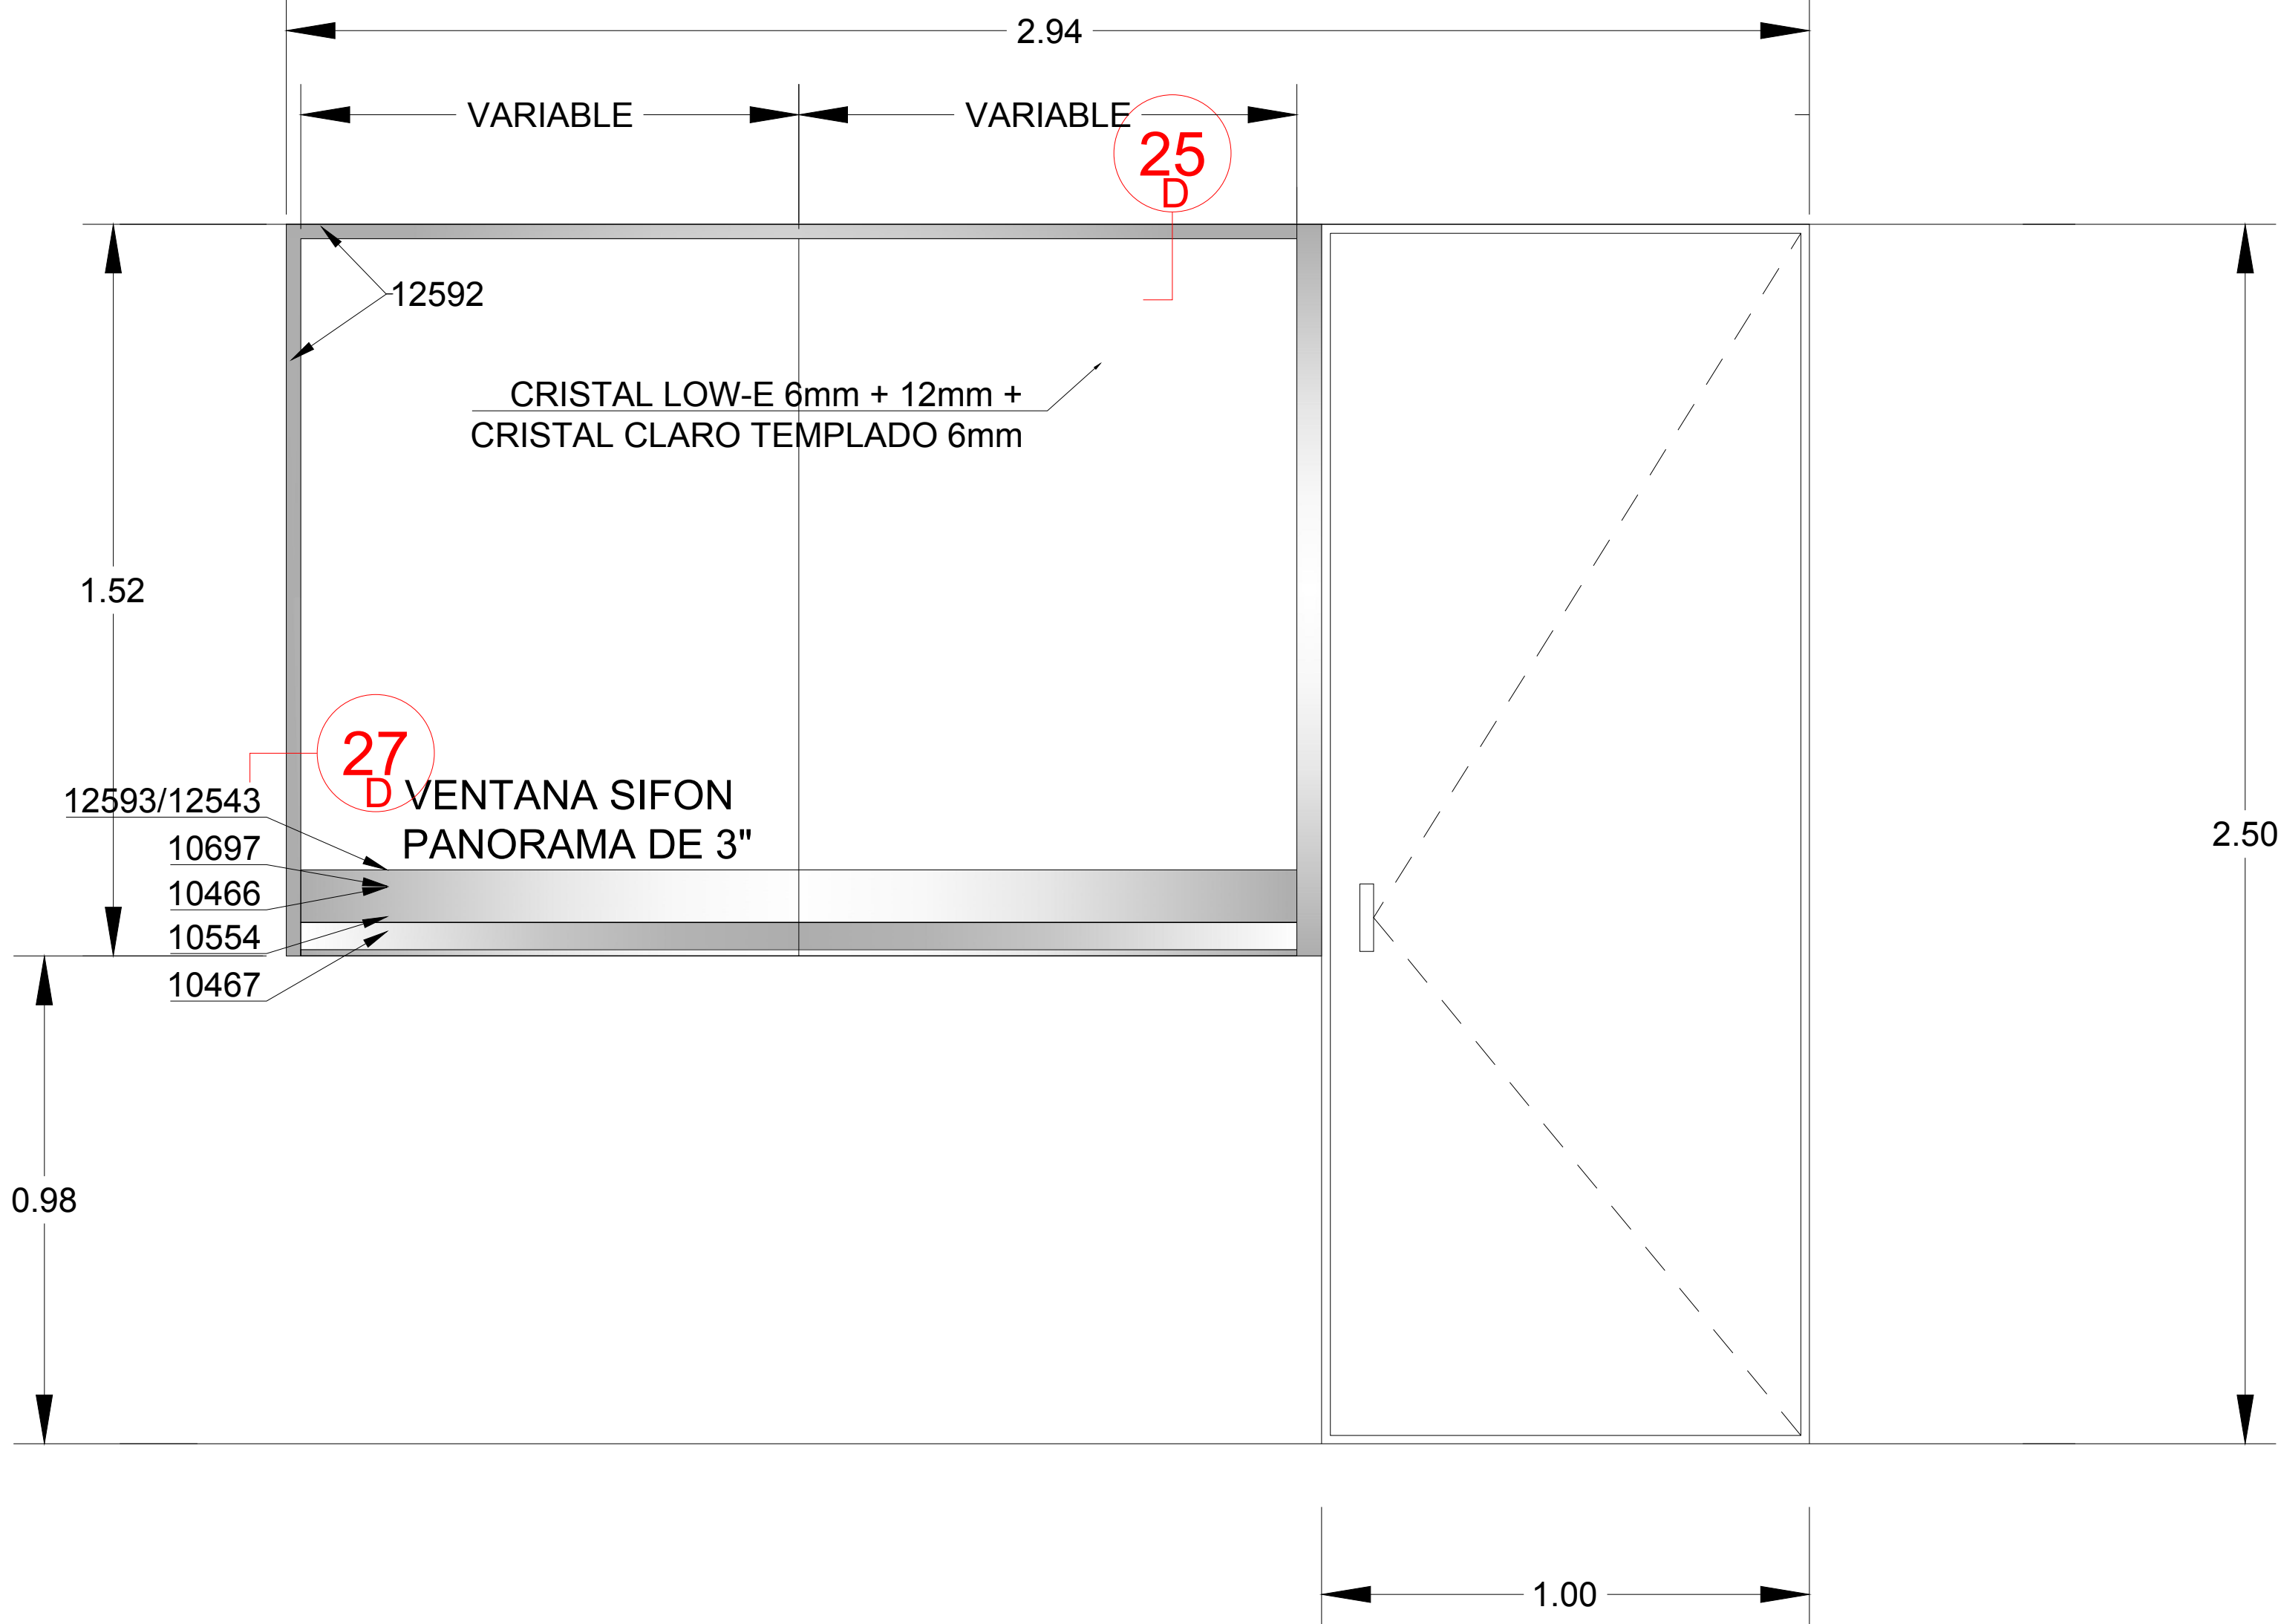 2.94
VARIABLE
VARIABLE
25
D
12592
CRISTAL LOW-E 6mm + 12mm +
CRISTAL CLARO TEMPLADO 6mm
1.52
27
D
VENTANA SIFON
PANORAMA DE 3"
12593/12543
10697
10466
10554
10467
2.50
0.98
1.00